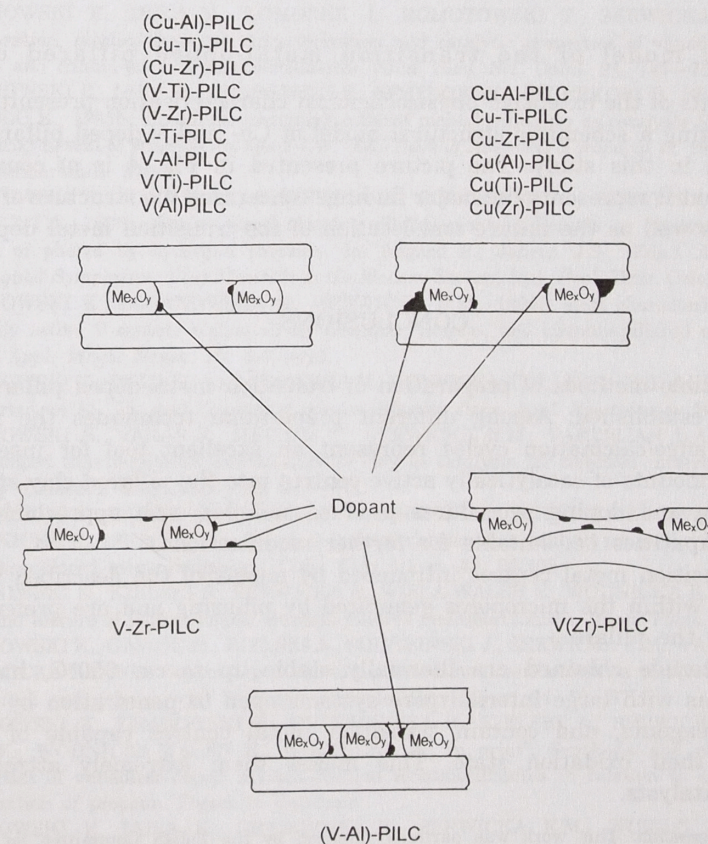 (Cu-Al)-PILC
(Cu-Ti)-PILC
(Cu-Zr)-PILC
(V-Ti)-PILC
(V-Zr)-PILC
V-Ti-PILC
V-Al-PILC
V(Ti)-PILC
V(Al)PILC
Cu-Al-PILC
Cu-Ti-PILC
Cu-Zr-PILC
Cu(Al)-PILC
Cu(Ti)-PILC
Cu(Zr)-PILC
MexOy
MexOy
MexOy
MexOy
Dopant
MexOy
MexOy
MexOy
MexO
V-Zr-PILC
V(Zr)-PILC
MexOy
MexOy
MexOy
(V-Al)-PILC